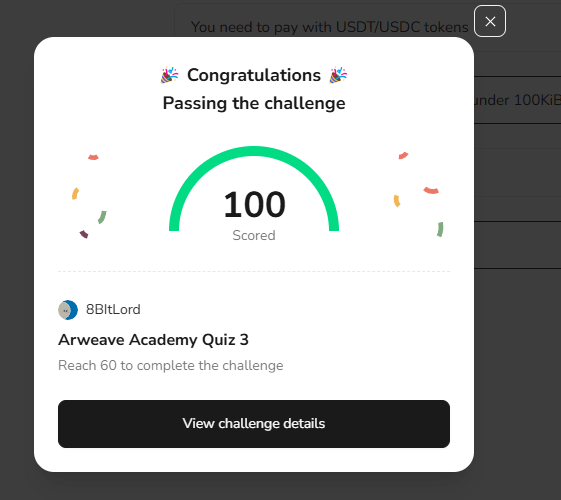 You need to pay with USDT/USDC tokens
Congratulations
Passing the challenge
under 100KiB
100
Scored
8BItLord
Arweave Academy Quiz 3
Reach 60 to complete the challenge
View challenge details